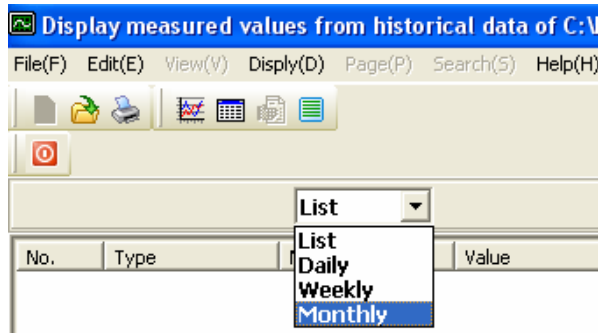 Display measured values from historical data of C:\
File(F) Edit(E) View(V) Disply(D) Page(P) Search(S) Help(H)
List
List
Daily
Weekly
Monthly
No. Type Value